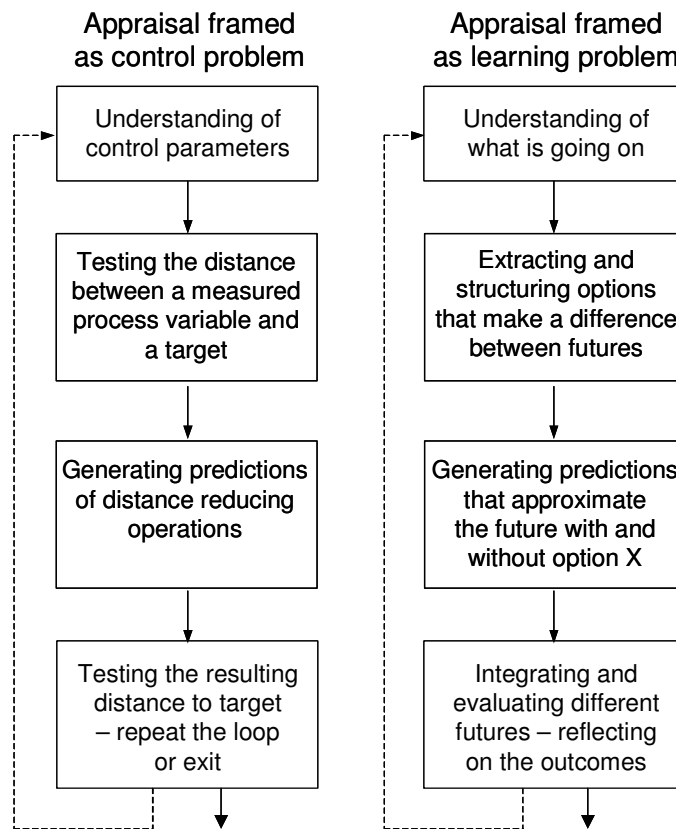 Appraisal framed
as control problem
Understanding of
control parameters
Testing the distance
between a measured
process variable and
a target
Generating predictions
of distance reducing
operations
Testing the resulting
distance to target
– repeat the loop
or exit
Appraisal framed
as learning problem
Understanding of
what is going on
Extracting and
structuring options
that make a difference
between futures
Generating predictions
that approximate
the future with and
without option X
Integrating and
evaluating different
futures – reflecting
on the outcomes